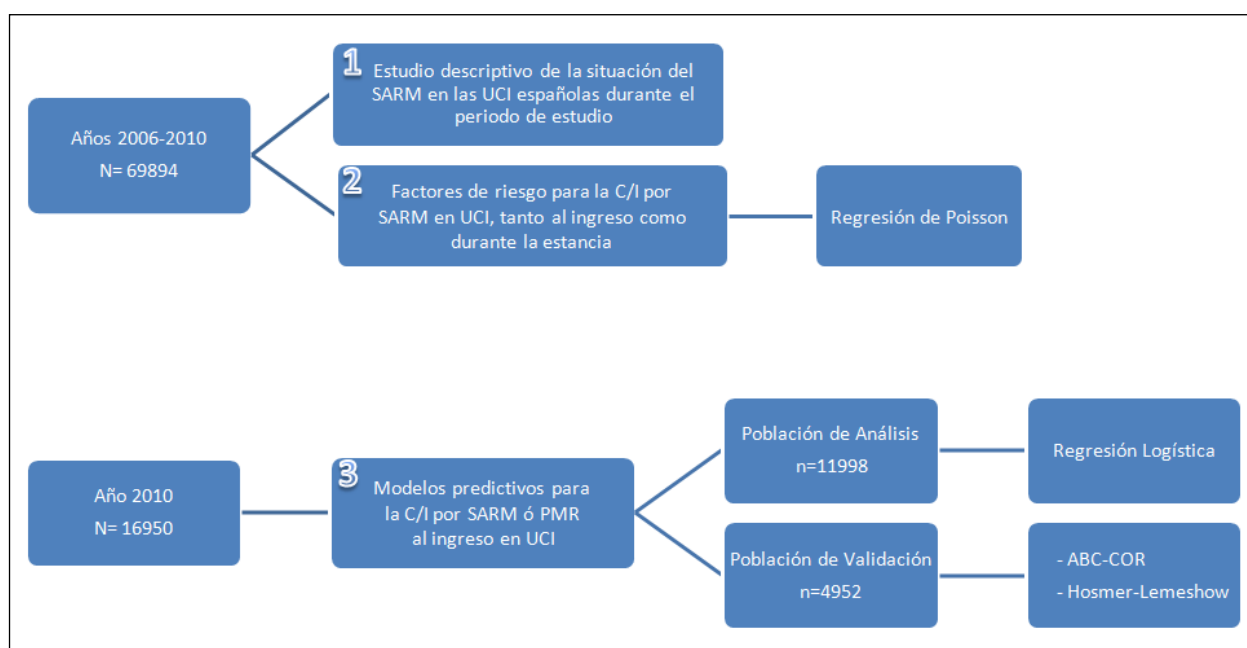 Años 2006-2010
N= 69894
1
Estudio descriptivo de la situación del
SARM en las UCI españolas durante el
periodo de estudio
2
Factores de riesgo para la C/I por
SARM en UCI, tanto al ingreso como
durante la estancia
Regresión de Poisson
Año 2010
N= 16950
3
Modelos predictivos para
la C/I por SARM ó PMR
al ingreso en UCI
Población de Análisis
n=11998
Regresión Logística
Población de Validación
n=4952
- ABC-COR
- Hosmer-Lemeshow